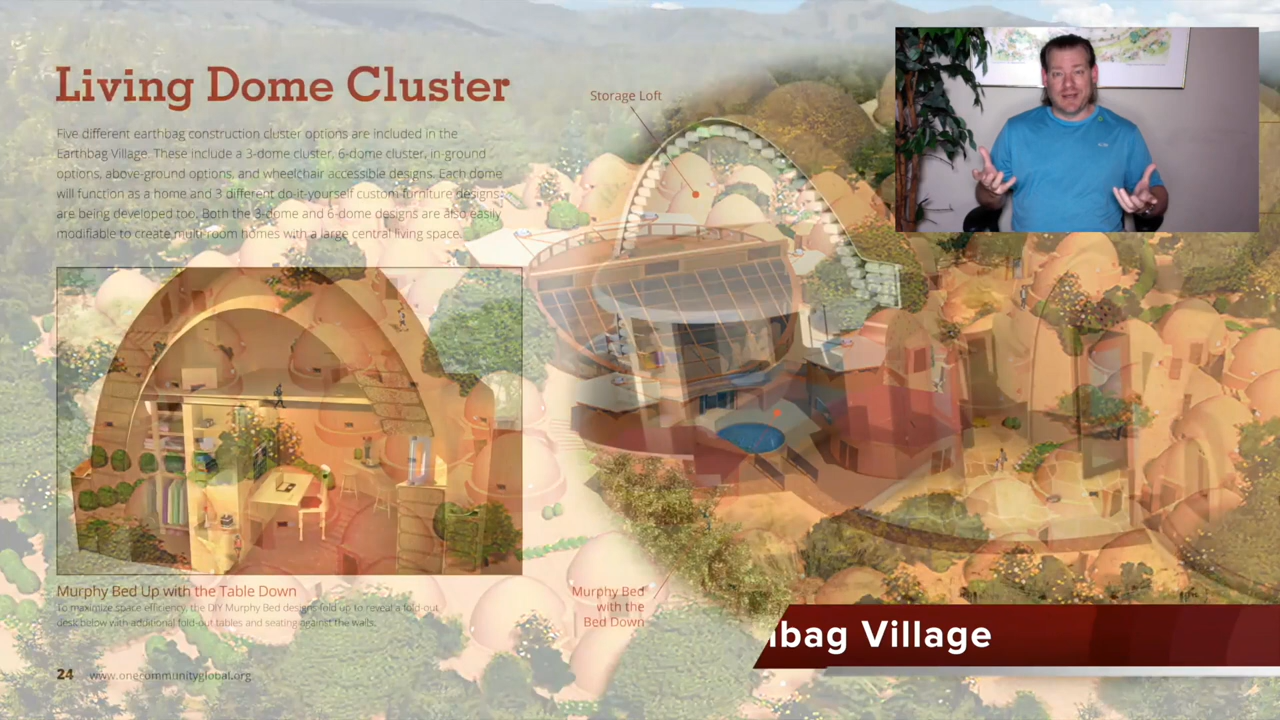 Living Dome Cluster
Five different earthbag construction cluster options are included in the
Earthbag Village. These include a 3-dome cluster, 6-dome cluster, in-ground
options, above-ground options, and wheelchair accessible designs. Each dome
will function as a home and 3 different do-it-yourself custom furniture designs
are being developed too. Both the 3-dome and 6-dome designs are also easily
modifiable to create multi-room homes with a large central living space.
Storage Loft
Murphy Bed Up with the Table Down
To maximize space efficiency, the DIY Murphy Bed designs fold up to reveal a fold-out
desk below with additional fold-out tables and seating against the walls.
Murphy Bed
with the
Bed Down
bag Village
24 www.onecommunityglobal.org